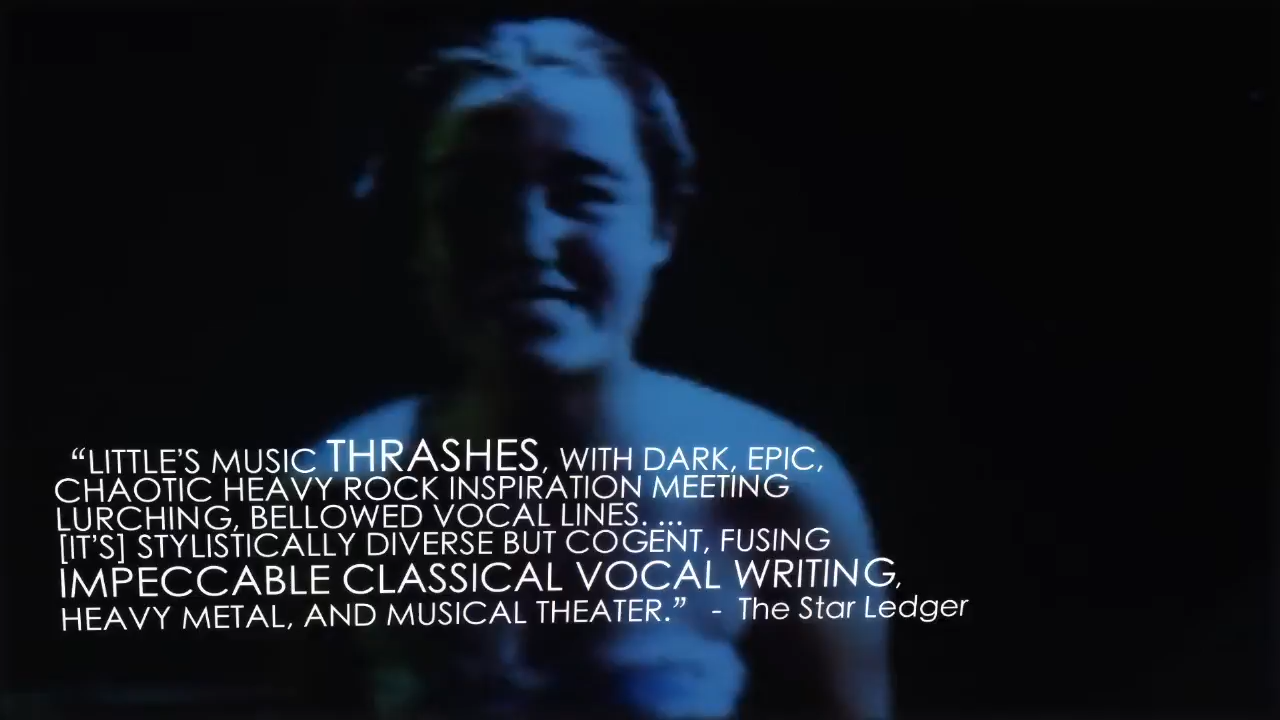 “LITTLE’S MUSIC THRASHES, WITH DARK, EPIC,
CHAOTIC HEAVY ROCK INSPIRATION MEETING
LURCHING, BELLOWED VOCAL LINES. ...
[IT’S] STYLISTICALLY DIVERSE BUT COGENT, FUSING
IMPECCABLE CLASSICAL VOCAL WRITING,
HEAVY METAL, AND MUSICAL THEATER.” - The Star Ledger